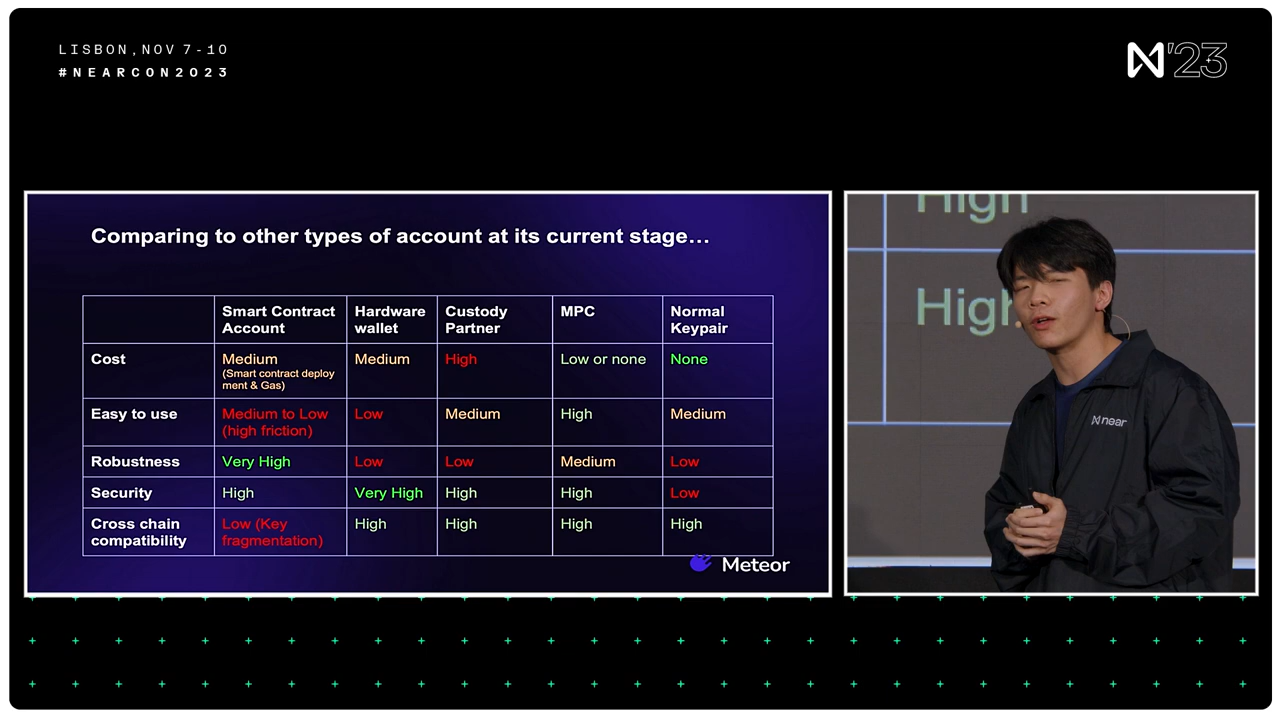 LISBON, NOV 7-10
#NEARCON2023
N'23
Comparing to other types of account at its current stage…
Smart Contract Account
Hardware wallet
Custody Partner
MPC
Normal Keypair
Cost
Medium
(Smart contract deploy
ment & Gas)
Medium
High
Low or none
None
Easy to use
Medium to Low
(high friction)
Low
Medium
High
Medium
Robustness
Very High
Low
Low
Medium
Low
Security
High
Very High
High
High
Low
Cross chain
compatibility
Low (Key
fragmentation)
High
High
High
High
Meteor
High
High
near